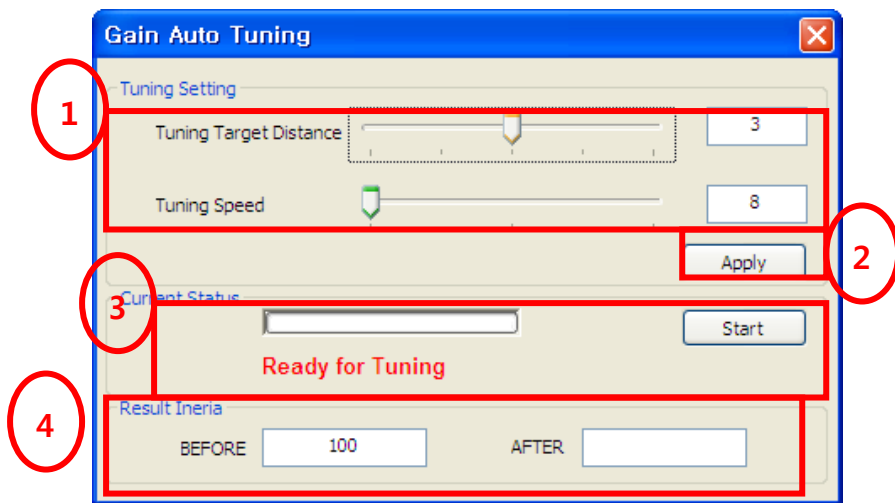 Gain Auto Tuning
Tuning Setting
1
Tuning Target Distance 3
Tuning Speed 8
Apply 2
Current Status
3
Start
Ready for Tuning
Result Ineria
4
BEFORE 100 AFTER